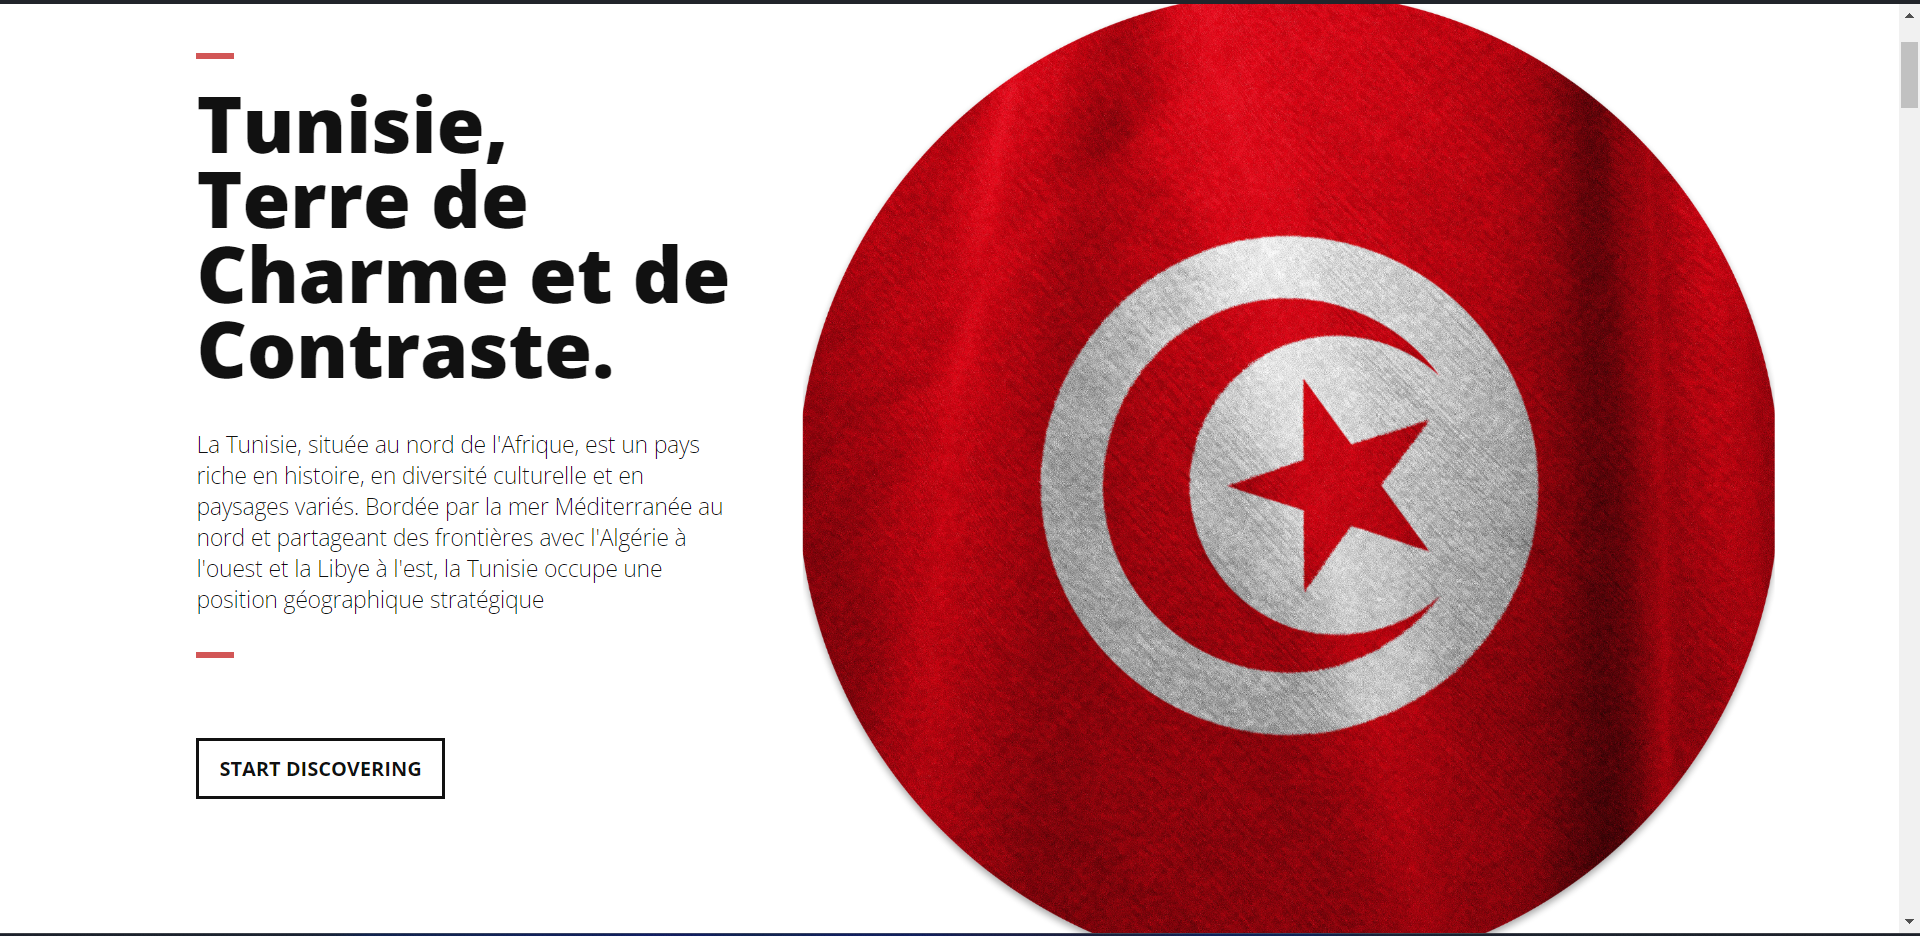 Tunisie,
Terre de
Charme et de
Contraste.
La Tunisie, située au nord de l'Afrique, est un pays
riche en histoire, en diversité culturelle et en
paysages variés. Bordée par la mer Méditerranée au
nord et partageant des frontières avec l'Algérie à
l'ouest et la Libye à l'est, la Tunisie occupe une
position géographique stratégique
START DISCOVERING